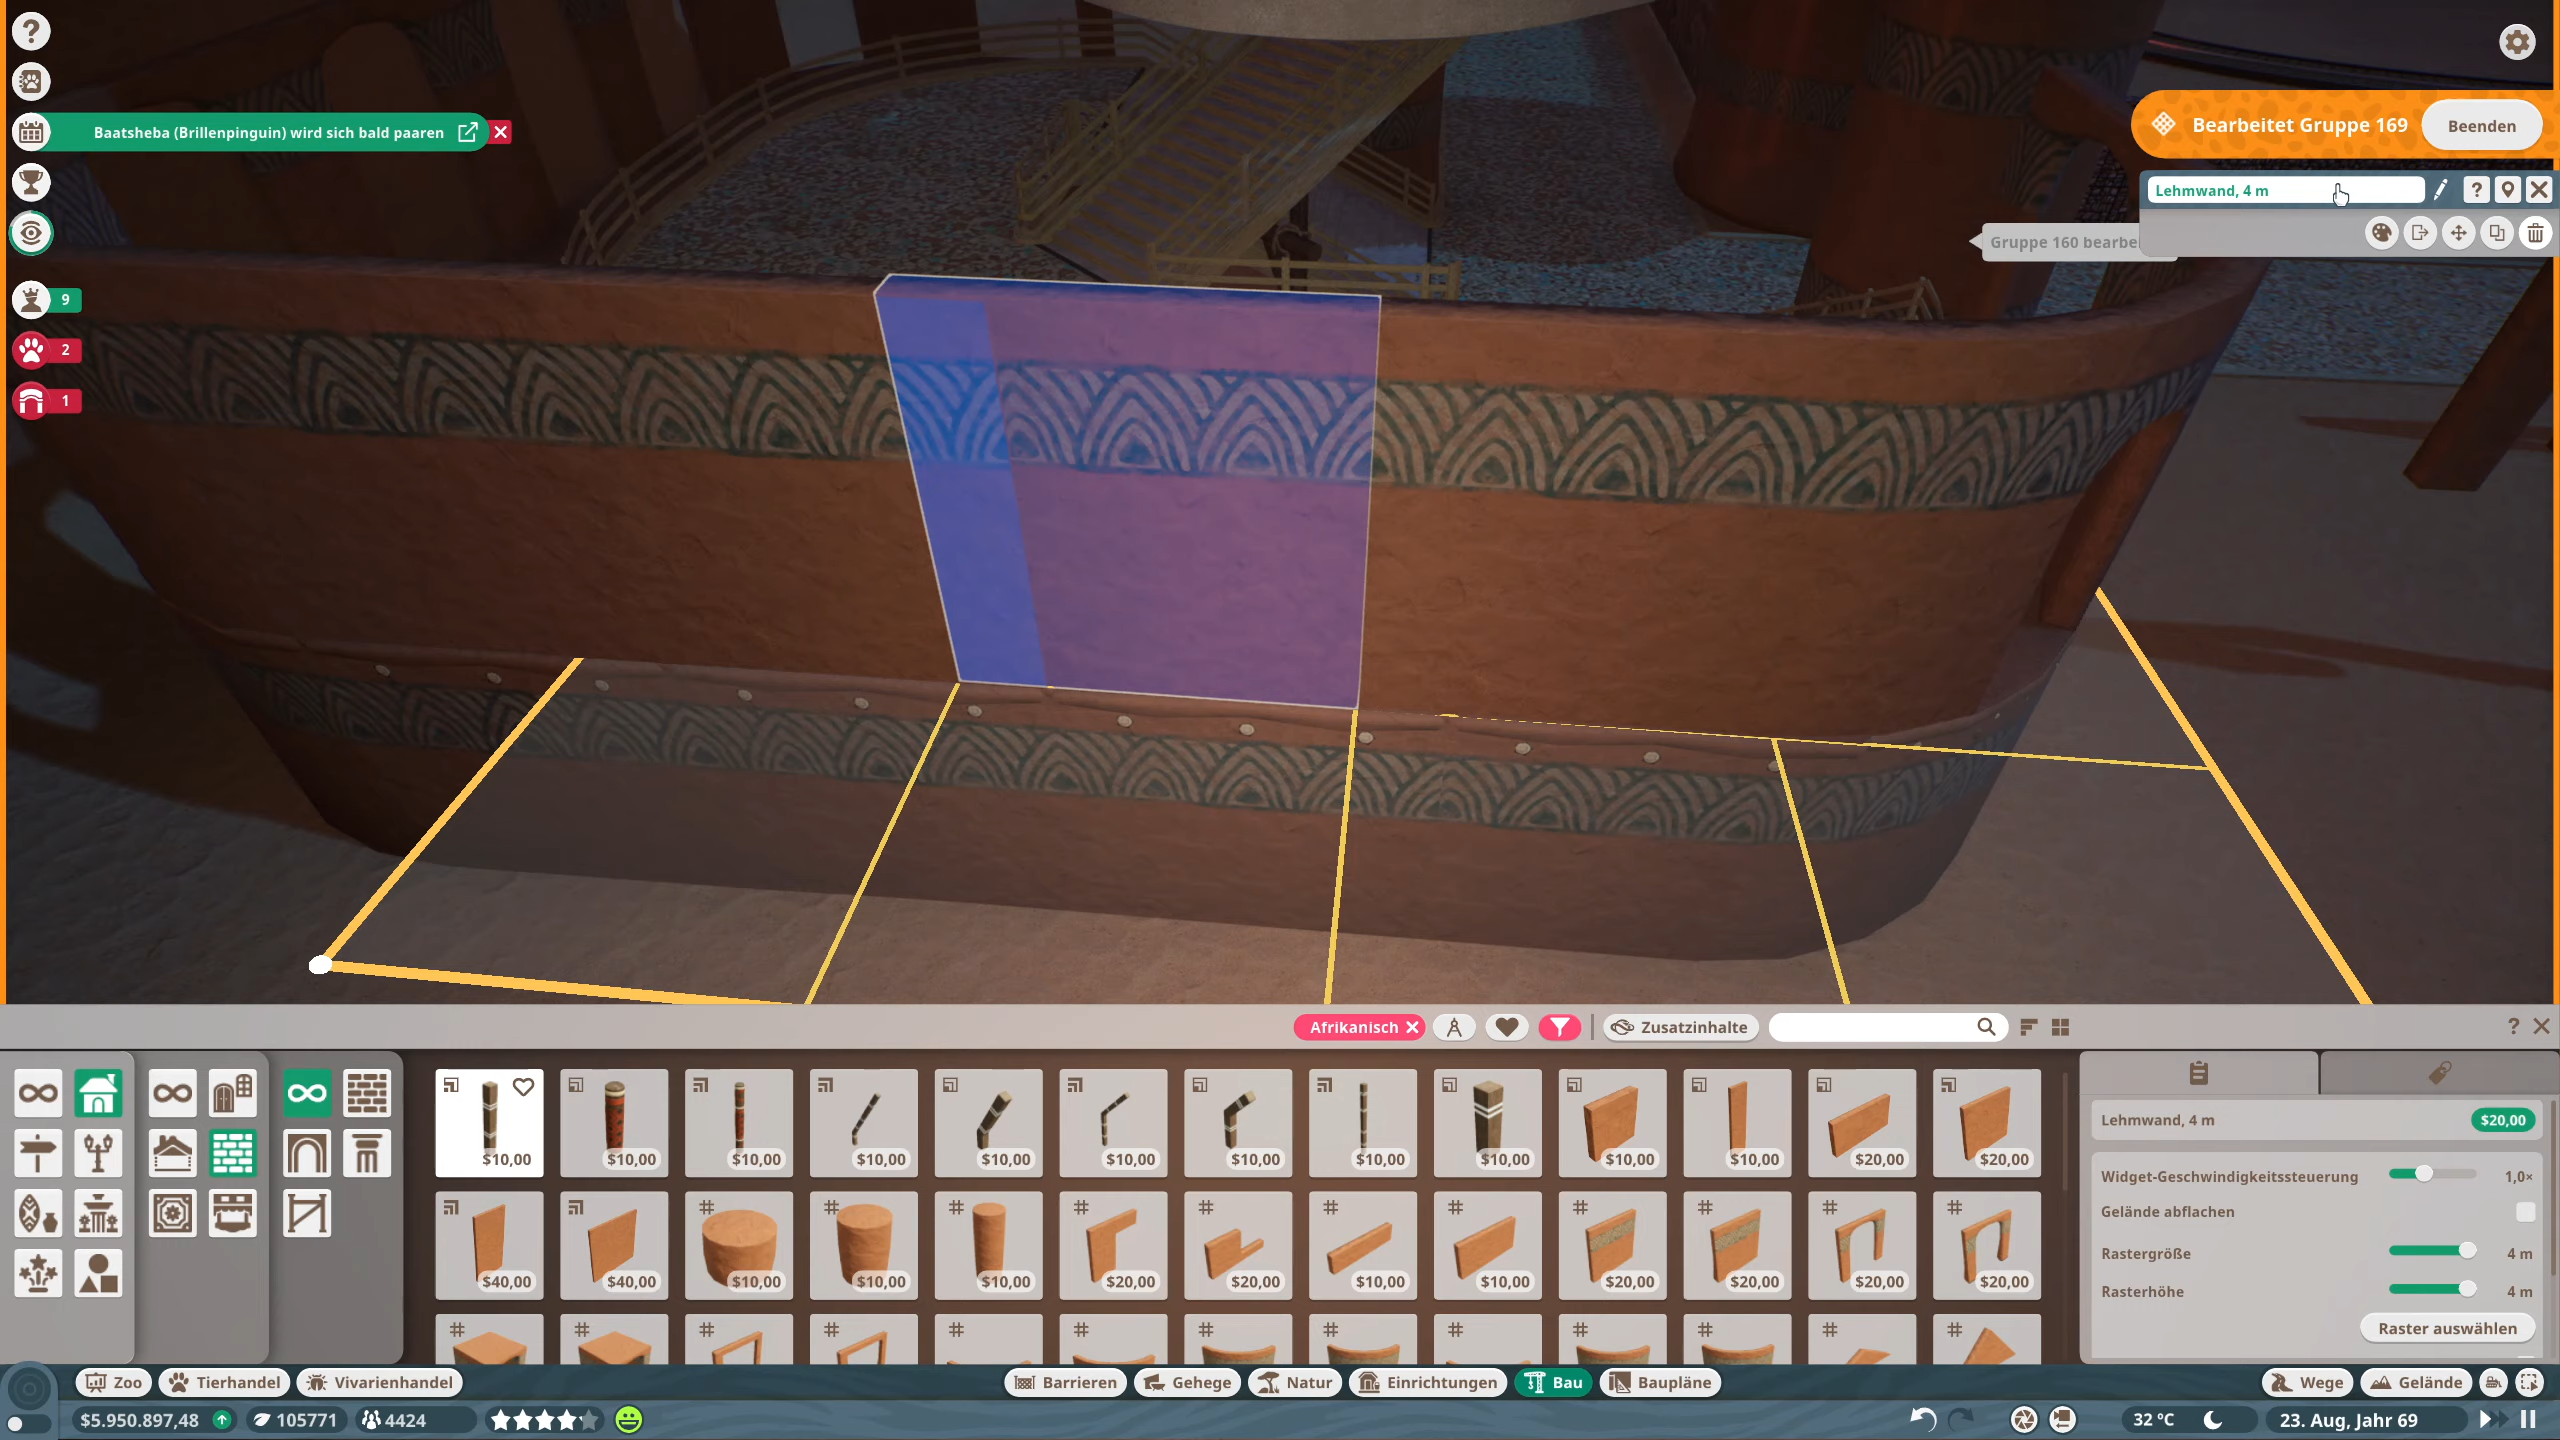 Baatsheba (Brillenpinguin) wird sich bald paaren
9
2
1
Bearbeitet Gruppe 169
Beenden
Lehmwand, 4 m
?
Gruppe 160 bearbe
Afrikanisch
Zusatzinhalte
?
$10,00 $10,00 $10,00 $10,00 $10,00 $10,00 $10,00 $10,00 $10,00 $10,00 $10,00 $20,00 $20,00
$40,00 $40,00 $10,00 $10,00 $10,00 $20,00 $20,00 $10,00 $10,00 $20,00 $20,00 $20,00 $20,00
Lehmwand, 4 m $20,00
Widget-Geschwindigkeitssteuerung 1,0×
Gelände abflachen
Rastergröße 4 m
Rasterhöhe 4 m
Raster auswählen
Zoo Tierhandel Vivarienhandel
Barrieren Gehege Natur Einrichtungen Bau Baupläne
Wege Gelände
$5.950.897,48 105771 4424
32 °C 23. Aug, Jahr 69